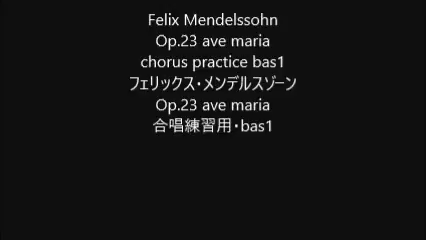 Felix Mendelssohn
Op.23 ave maria
chorus practice bas1
フェリックス・メンデルスゾーン
Op.23 ave maria
合唱練習用・bas1